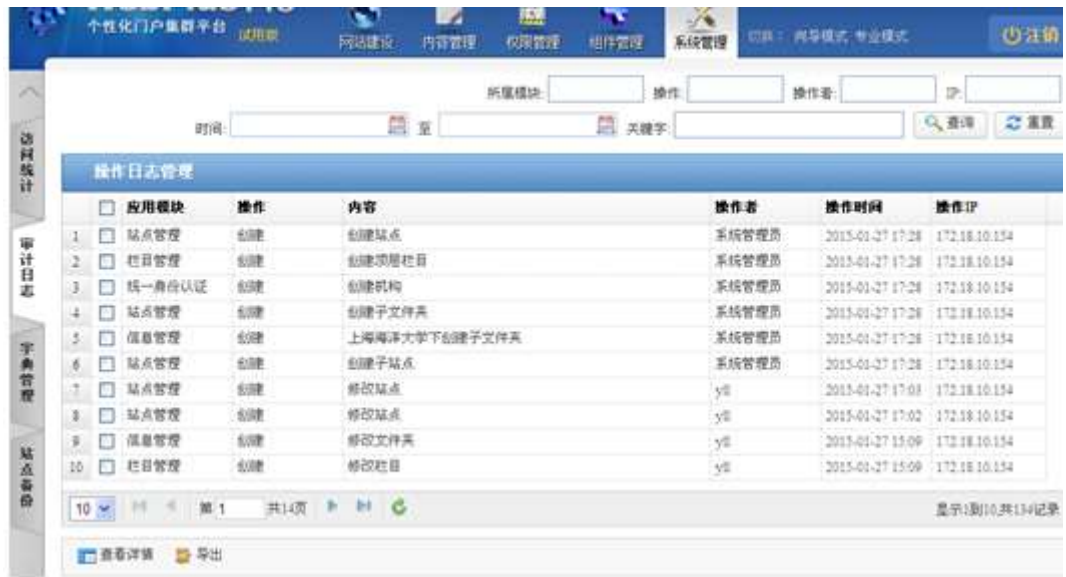 个性化门户集群平台 试用版
网站建设 内容管理 权限管理 组件管理 系统管理 切换： 向导模式 专业模式 注销
所属模块: 操作: 操作者: IP:
时间: 至 关键字: 查询 重置
访问统计
审计日志
字典管理
站点备份
操作日志管理
应用模块 操作 内容 操作者 操作时间 操作IP
1 站点管理 创建 创建站点 系统管理员 2015-01-27 17:28 172.18.10.154
2 栏目管理 创建 创建顶层栏目 系统管理员 2015-01-27 17:28 172.18.10.154
3 统一身份认证 创建 创建机构 系统管理员 2015-01-27 17:28 172.18.10.154
4 站点管理 创建 创建子文件夹 系统管理员 2015-01-27 17:28 172.18.10.154
5 信息管理 创建 上海海洋大学下创建子文件夹 系统管理员 2015-01-27 17:28 172.18.10.154
6 站点管理 创建 创建子站点 系统管理员 2015-01-27 17:28 172.18.10.154
7 站点管理 创建 修改站点 2015-01-27 17:03 172.18.10.154
8 站点管理 创建 修改站点 2015-01-27 17:02 172.18.10.154
9 信息管理 创建 修改文件夹 2015-01-27 15:09 172.18.10.154
10 栏目管理 创建 修改栏目 2015-01-27 15:09 172.18.10.154
10 第 1 共14页 显示1到10,共134记录
查看详情 导出